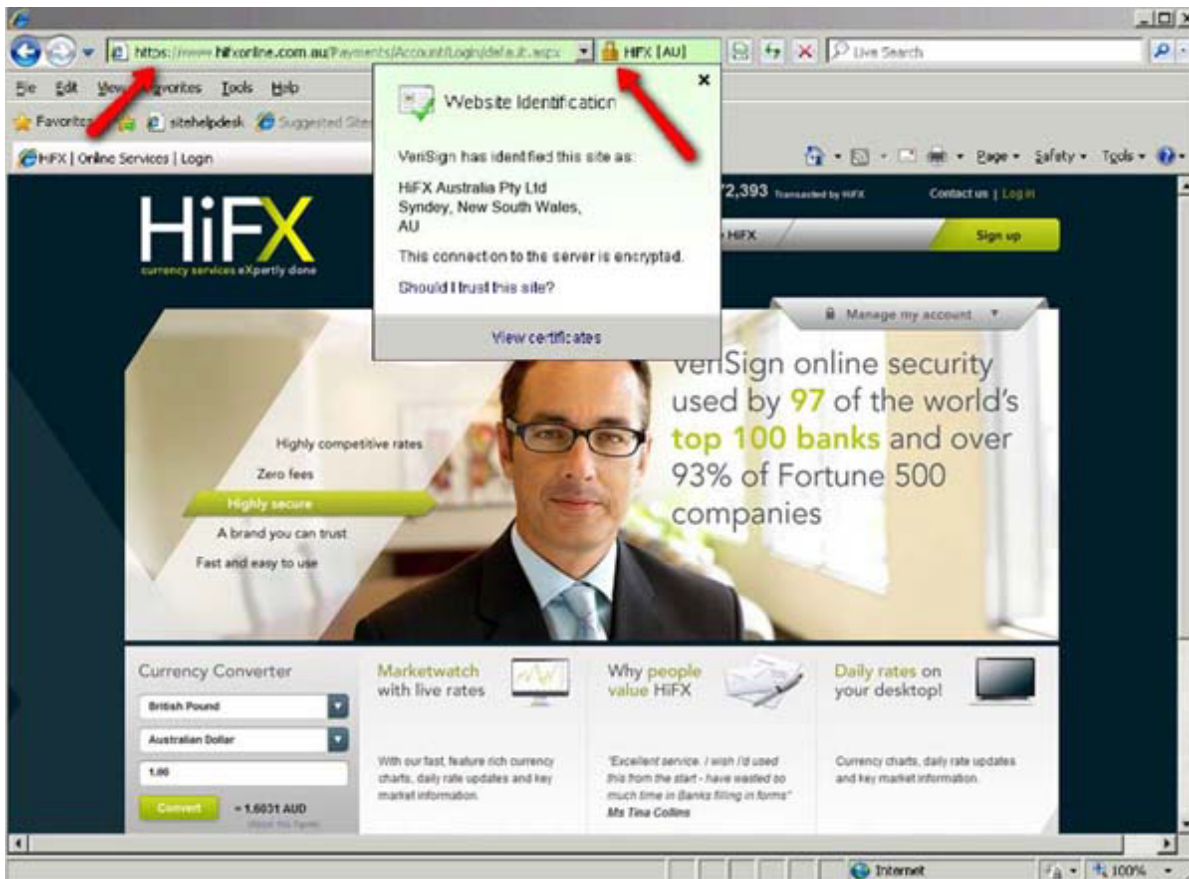 https://www.hifxonline.com.au/Payments/Account/Login/default.aspx
HIFX [AU]
Live Search
Edit
View
Favorites
Tools
Help
Favorites
sitehelpdesk
Suggested Sites
HiFX | Online Services | Login
Page
Safety
Tools
Website Identification
VeriSign has identified this site as:
HiFX Australia Pty Ltd
Syndey, New South Wales,
AU
This connection to the server is encrypted.
Should I trust this site?
View certificates
HiFX
currency services eXpertly done
72,393 Transacted by HiFX
Contact us | Log in
HiFX
Sign up
Manage my account
VeriSign online security
used by 97 of the world's
top 100 banks and over
93% of Fortune 500
companies
Highly competitive rates
Zero fees
Highly secure
A brand you can trust
Fast and easy to use
Currency Converter
British Pound
Australian Dollar
1.00
Convert
= 1.6031 AUD
Marketwatch
with live rates
With our fast, feature rich currency
charts, daily rate updates and key
market information.
Why people
value HiFX
"Excellent service. I wish I'd used
this from the start - have wasted so
much time in Banks filling in forms"
Ms Tina Collins
Daily rates on
your desktop!
Currency charts, daily rate updates
and key market information.
Internet
100%